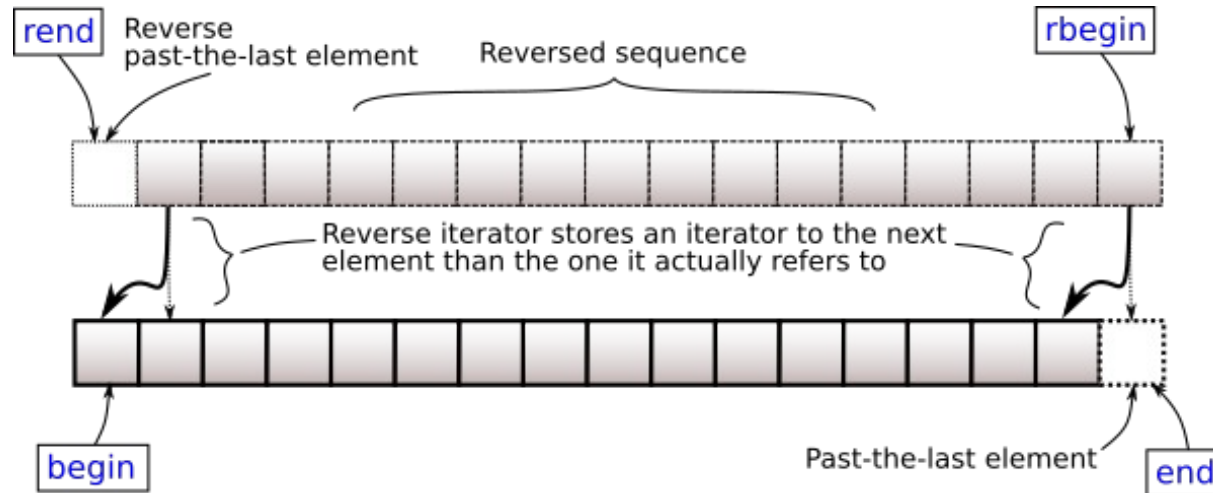 rend
Reverse
past-the-last element
Reversed sequence
rbegin
Reverse iterator stores an iterator to the next
element than the one it actually refers to
begin
Past-the-last element
end